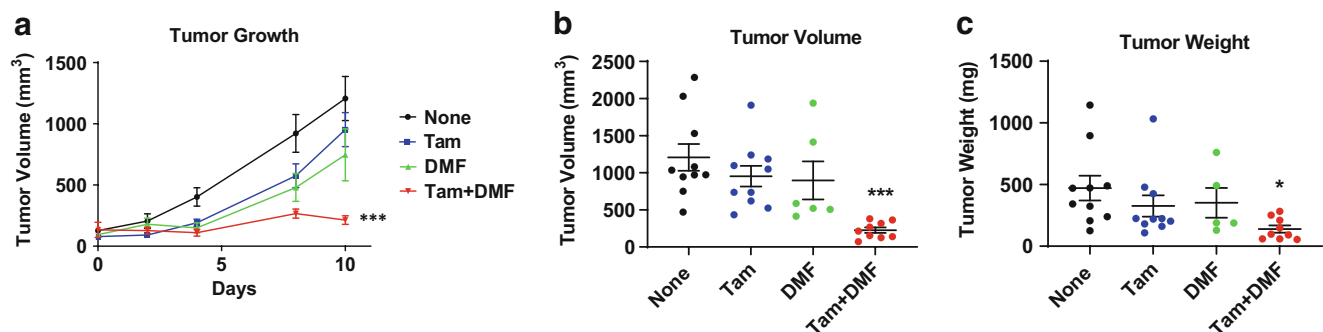 a
Tumor Growth
Tumor Volume (mm³)
1500
1000
500
0
0
5
10
Days
***
None
Tam
DMF
Tam+DMF
b
Tumor Volume
Tumor Volume (mm³)
2500
2000
1500
1000
500
0
***
None
Tam
DMF
Tam+DMF
c
Tumor Weight
Tumor Weight (mg)
1500
1000
500
0
*
None
Tam
DMF
Tam+DMF